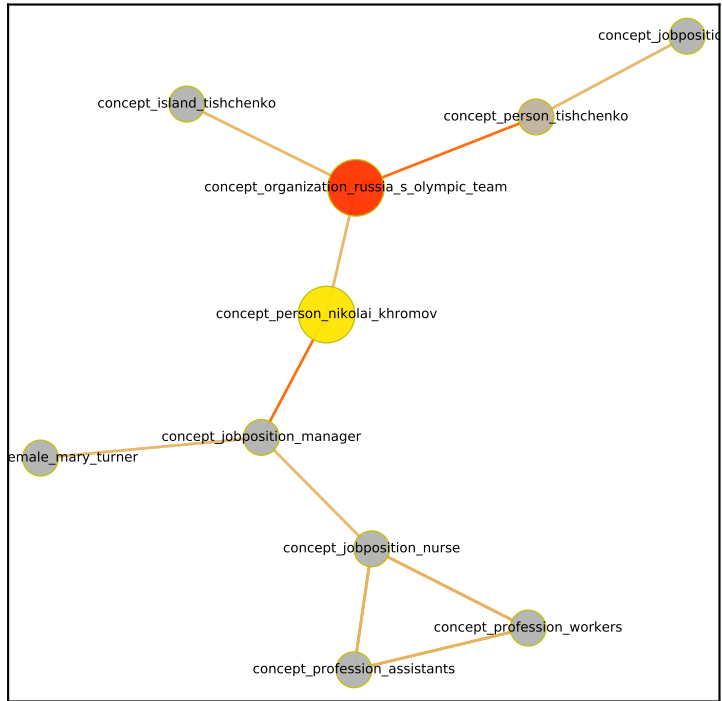 concept_jobpositio
concept_island_tishchenko
concept_person_tishchenko
concept_organization_russia_s_olympic_team
concept_person_nikolai_khromov
concept_jobposition_manager
emale_mary_turner
concept_jobposition_nurse
concept_profession_workers
concept_profession_assistants